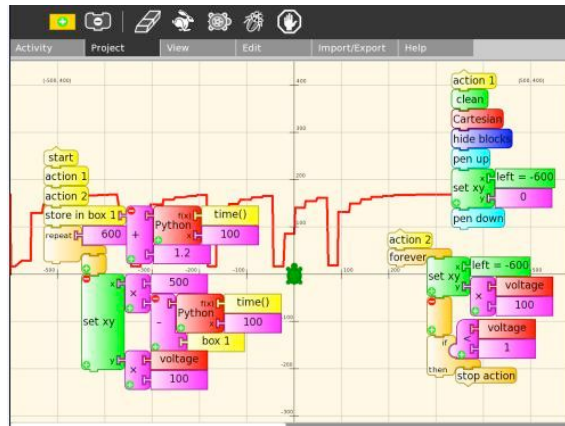 Activity Project View Edit Import/Export Help
(-500,400) 400 (500,400)
action 1
clean
Cartesian
hide blocks
pen up
set xy x left = -600
y 0
pen down
300
200
100
start
action 1
action 2
store in box 1 + Python f(x) time()
x 100
repeat 600 1.2
action 2
forever
set xy x left = -600
y × voltage
100
if < voltage
1
then stop action
-500 -300 -200 -100 100 200 500
set xy x × 500
- Python f(x) time()
x 100
box 1
y × voltage
100
-100
-200
-300